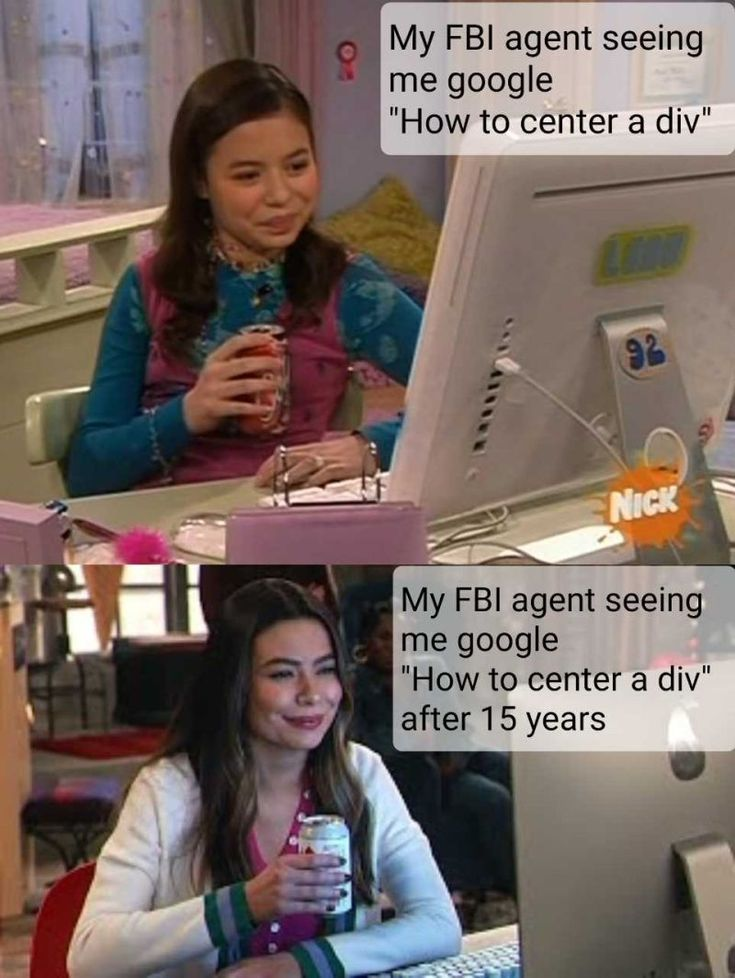 My FBI agent seeing
me google
"How to center a div"
92
NICK
My FBI agent seeing
me google
"How to center a div"
after 15 years